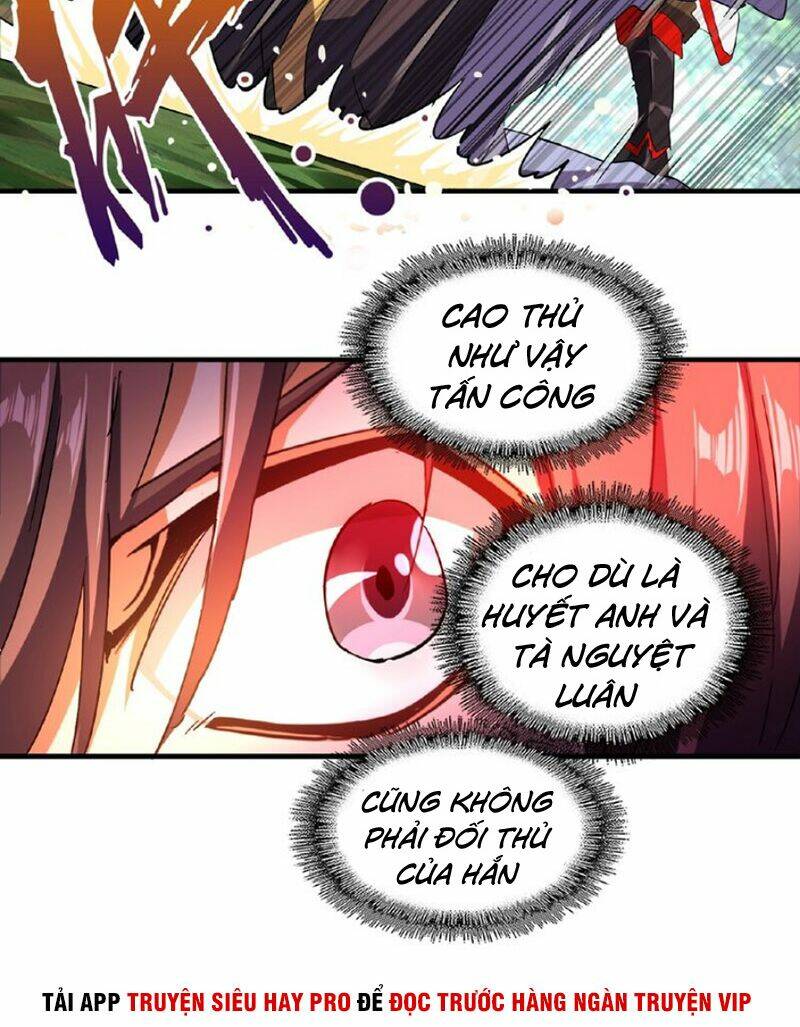 CAO THỦ
NHƯ VẬY
TẤN CÔNG
CHO DÙ LÀ
HUYẾT ANH VÀ
TÀ NGUYỆT
LUÂN
CŨNG KHÔNG
PHẢI ĐỐI THỦ
CỦA HẮN
TẢI APP TRUYỆN SIÊU HAY PRO ĐỂ ĐỌC TRƯỚC HÀNG NGÀN TRUYỆN VIP